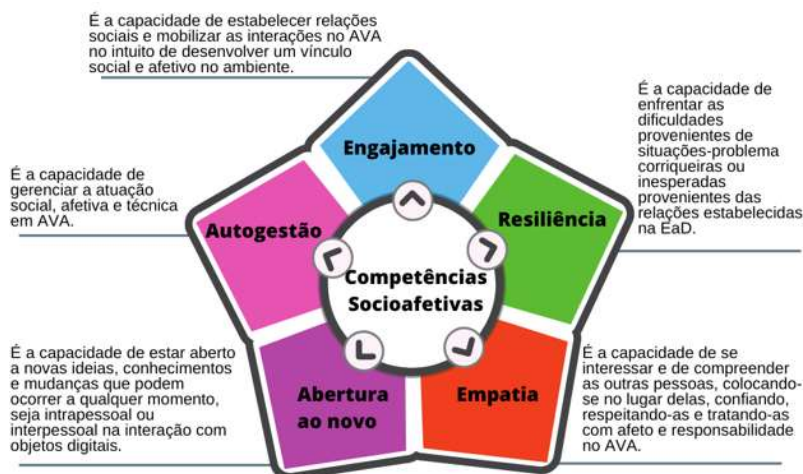 É a capacidade de estabelecer relações
sociais e mobilizar as interações no AVA
no intuito de desenvolver um vínculo
social e afetivo no ambiente.
Engajamento
É a capacidade de
enfrentar as
dificuldades
provenientes de
situações-problema
corriqueiras ou
inesperadas
provenientes das
relações estabelecidas
na EaD.
Resiliência
É a capacidade de
gerenciar a atuação
social, afetiva e técnica
em AVA.
Autogestão
Competências
Socioafetivas
É a capacidade de estar aberto
a novas ideias, conhecimentos
e mudanças que podem
ocorrer a qualquer momento,
seja intrapessoal ou
interpessoal na interação com
objetos digitais.
Abertura
ao novo
Empatia
É a capacidade de se
interessar e de compreender
as outras pessoas, colocando-
se no lugar delas, confiando,
respeitando-as e tratando-as
com afeto e responsabilidade
no AVA.